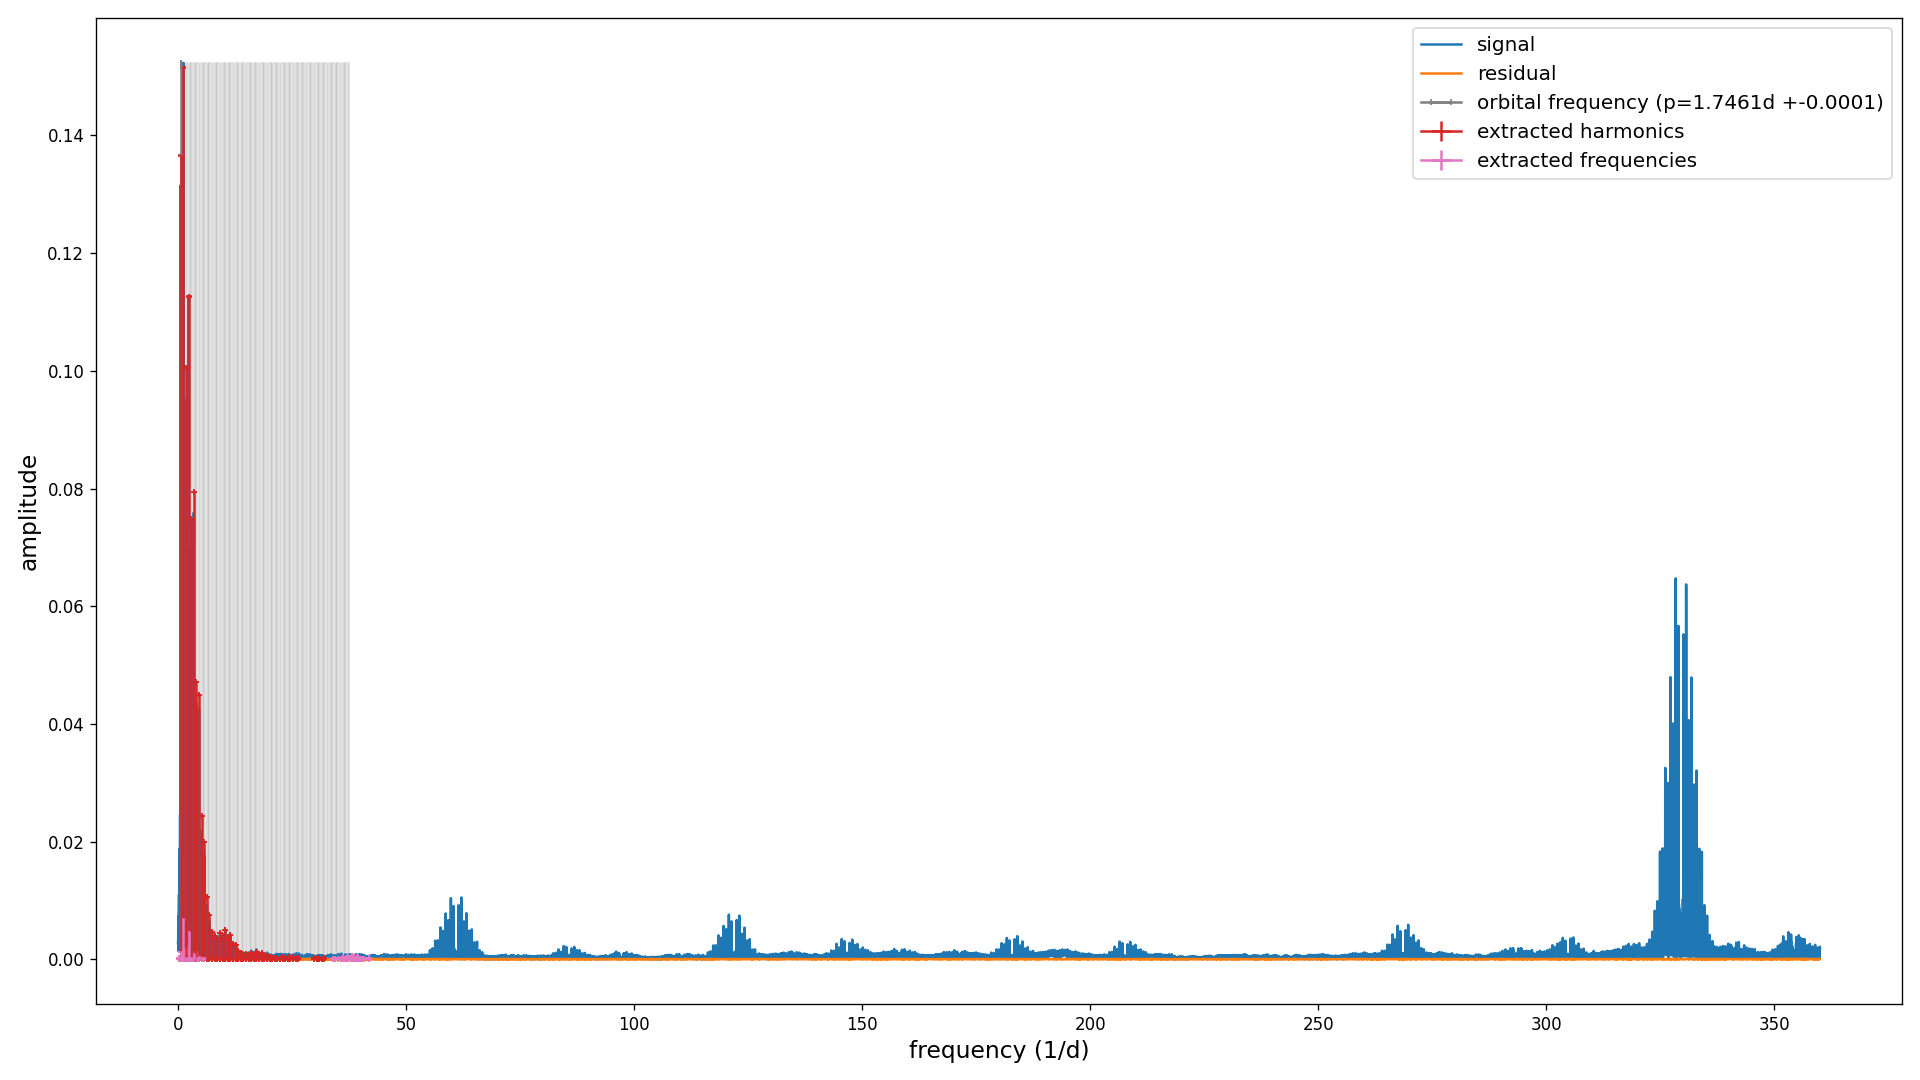 signal
residual
orbital frequency (p=1.7461d +-0.0001)
extracted harmonics
extracted frequencies
amplitude
0.14
0.12
0.10
0.08
0.06
0.04
0.02
0.00
0 50 100 150 200 250 300 350
frequency (1/d)